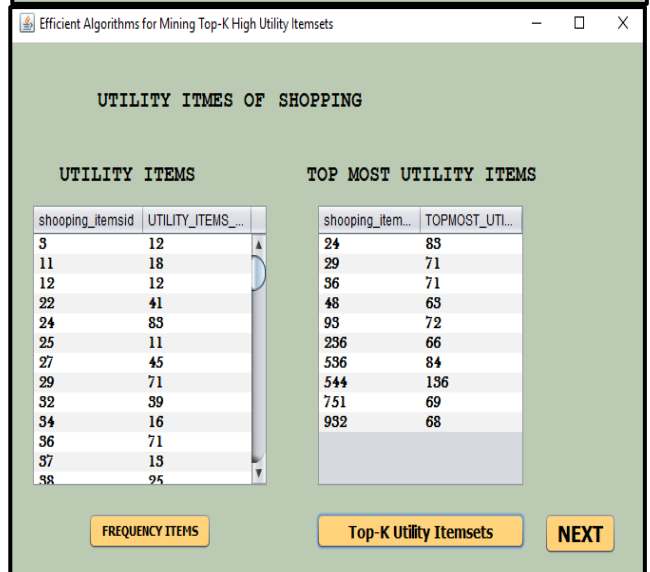 Efficient Algorithms for Mining Top-K High Utility Itemsets
UTILITY ITMES OF SHOPPING
UTILITY ITEMS
shooping_itemsid UTILITY_ITEMS_...
3 12
11 18
12 12
22 41
24 83
25 11
27 45
29 71
32 39
34 16
36 71
37 13
38 25
TOP MOST UTILITY ITEMS
shooping_item... TOPMOST_UTI...
24 83
29 71
36 71
48 63
93 72
236 66
536 84
544 136
751 69
932 68
FREQUENCY ITEMS
Top-K Utility Itemsets
NEXT